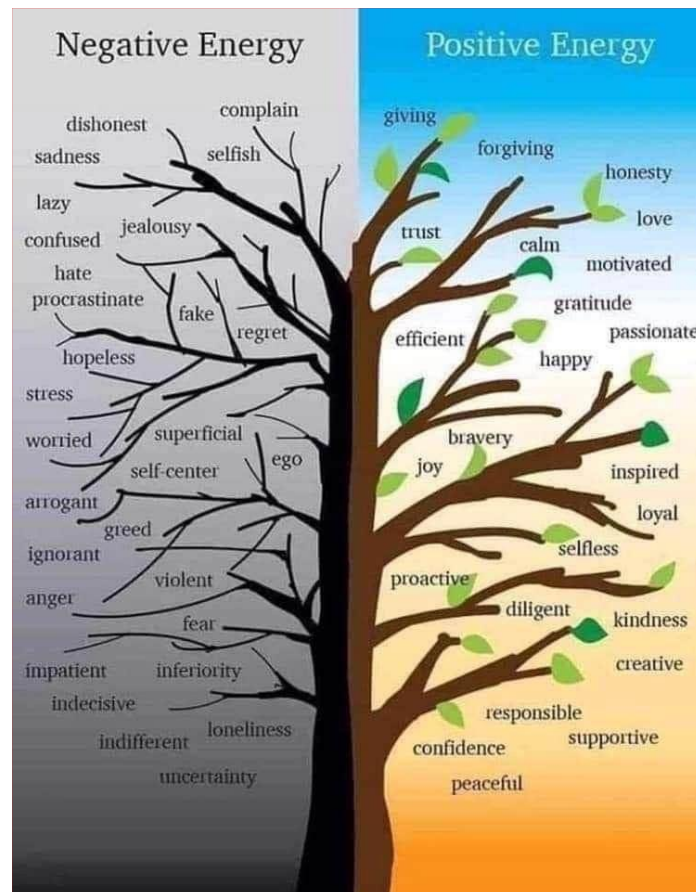 Negative Energy
complain
dishonest
selfish
sadness
lazy
jealousy
confused
hate
procrastinate
fake
regret
hopeless
stress
superficial
worried
ego
self-center
arrogant
greed
ignorant
violent
anger
fear
impatient
inferiority
indecisive
loneliness
indifferent
uncertainty
Positive Energy
giving
forgiving
honesty
love
trust
calm
motivated
gratitude
efficient
passionate
happy
bravery
joy
inspired
loyal
selfless
proactive
diligent
kindness
creative
responsible
supportive
confidence
peaceful